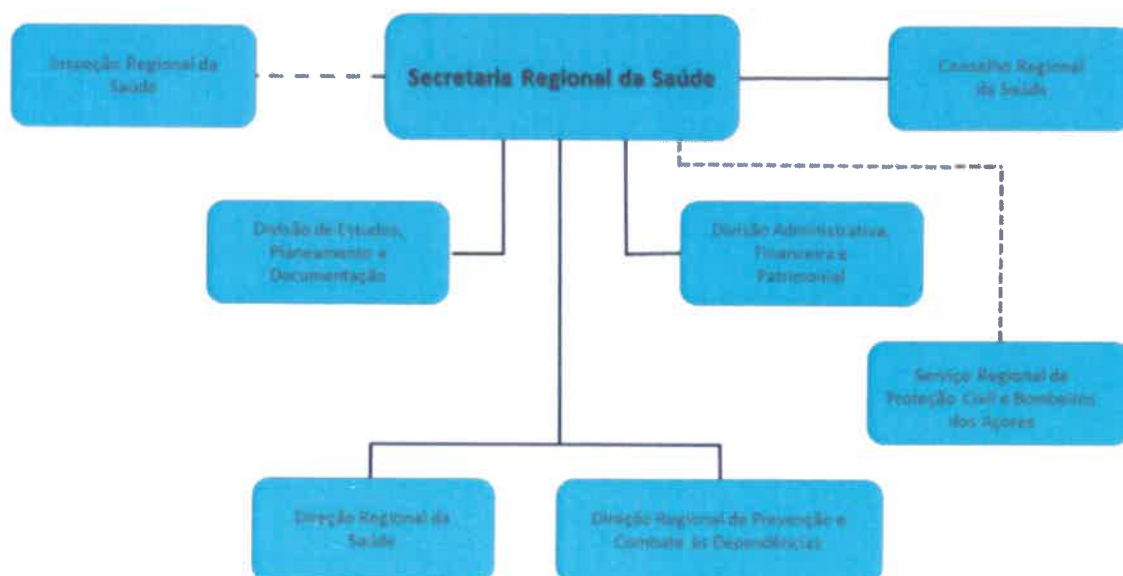 Inspeção Regional da
Saúde
Secretaria Regional da Saúde
Conselho Regional
da Saúde
Divisão de Estudos,
Planeamento e
Documentação
Divisão Administrativa,
Financeira e
Patrimonial
Serviço Regional de
Proteção Civil e Bombeiros
dos Açores
Direção Regional da
Saúde
Direção Regional de Prevenção e
Combate às Dependências